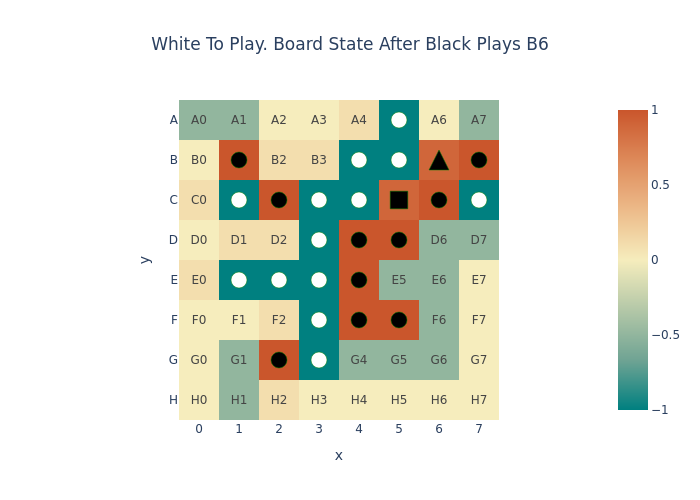 White To Play. Board State After Black Plays B6
A A0 A1 A2 A3 A4 A6 A7
B B0 B2 B3
C C0
D D0 D1 D2 D6 D7
E E0 E5 E6 E7
F F0 F1 F2 F6 F7
G G0 G1 G4 G5 G6 G7
H H0 H1 H2 H3 H4 H5 H6 H7
0 1 2 3 4 5 6 7
x
y
1
0.5
0
−0.5
−1